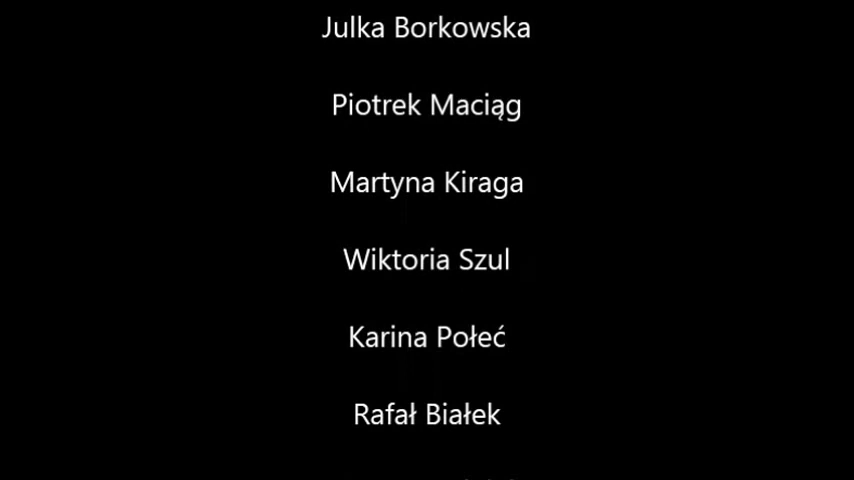 Julka Borkowska
Piotrek Maciąg
Martyna Kiraga
Wiktoria Szul
Karina Połeć
Rafał Białek